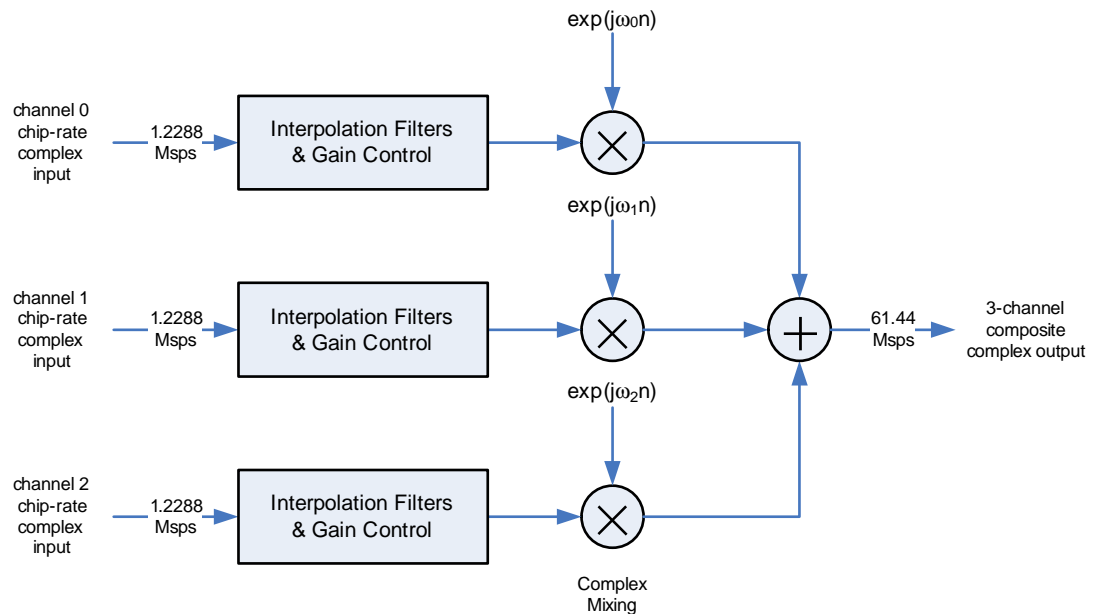 exp(jω₀n)
channel 0
chip-rate
complex
input
1.2288
Msps
Interpolation Filters
& Gain Control
exp(jω₁n)
channel 1
chip-rate
complex
input
1.2288
Msps
Interpolation Filters
& Gain Control
61.44
Msps
3-channel
composite
complex output
exp(jω₂n)
channel 2
chip-rate
complex
input
1.2288
Msps
Interpolation Filters
& Gain Control
Complex
Mixing